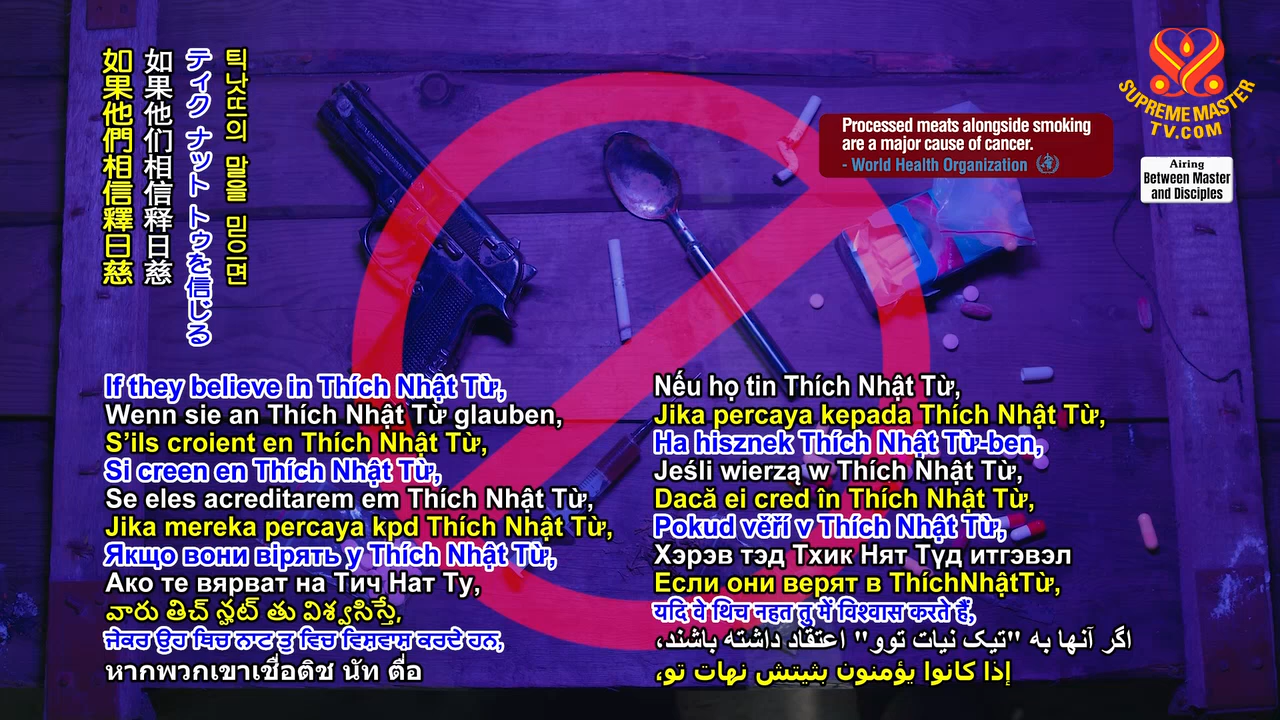 如果他們相信釋日慈
如果他们相信释日慈
ティク ナット トゥを信じる
틱낫뜨의 말을 믿으면
SUPREME MASTER
TV.COM
Processed meats alongside smoking
are a major cause of cancer.
- World Health Organization
Airing
Between Master
and Disciples
If they believe in Thích Nhật Từ,
Wenn sie an Thích Nhật Từ glauben,
S'ils croient en Thích Nhật Từ,
Si creen en Thích Nhật Từ,
Se eles acreditarem em Thích Nhật Từ,
Jika mereka percaya kpd Thích Nhật Từ,
Якщо вони вірять у Thích Nhật Từ,
Ако те вярват на Тич Нат Ту,
వారు తిచ్ న్హట్ తు విశ్వసిస్తే,
ਜੇਕਰ ਉਹ ਥਿਚ ਨਾਟ ਤੁ ਵਿਚ ਵਿਸ਼ਵਾਸ਼ ਕਰਦੇ ਹਨ,
หากพวกเขาเชื่อติช นัท ตื่อ
Nếu họ tin Thích Nhật Từ,
Jika percaya kepada Thích Nhật Từ,
Ha hisznek Thích Nhật Từ-ben,
Jeśli wierzą w Thích Nhật Từ,
Dacă ei cred în Thích Nhật Từ,
Pokud věří v Thích Nhật Từ,
Хэрэв тэд Тхик Нят Түд итгэвэл
Если они верят в ThíchNhậtTừ,
यदि वे थिच नहत तु में विश्वास करते हैं,
اگر آنها به "تیک نیات توو" اعتقاد داشته باشند،
إذا كانوا يؤمنون بثيتش نهات تو،